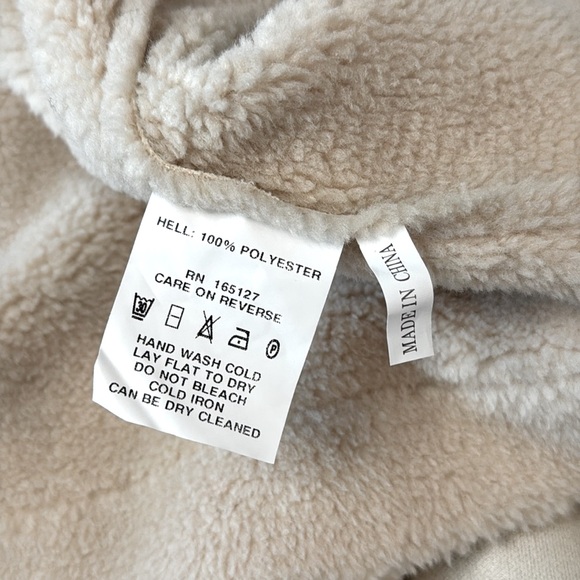 HELL: 100% POLYESTER
RN 165127
CARE ON REVERSE
30 P
HAND WASH COLD
LAY FLAT TO DRY
DO NOT BLEACH
COLD IRON
CAN BE DRY CLEANED
MADE IN CHINA